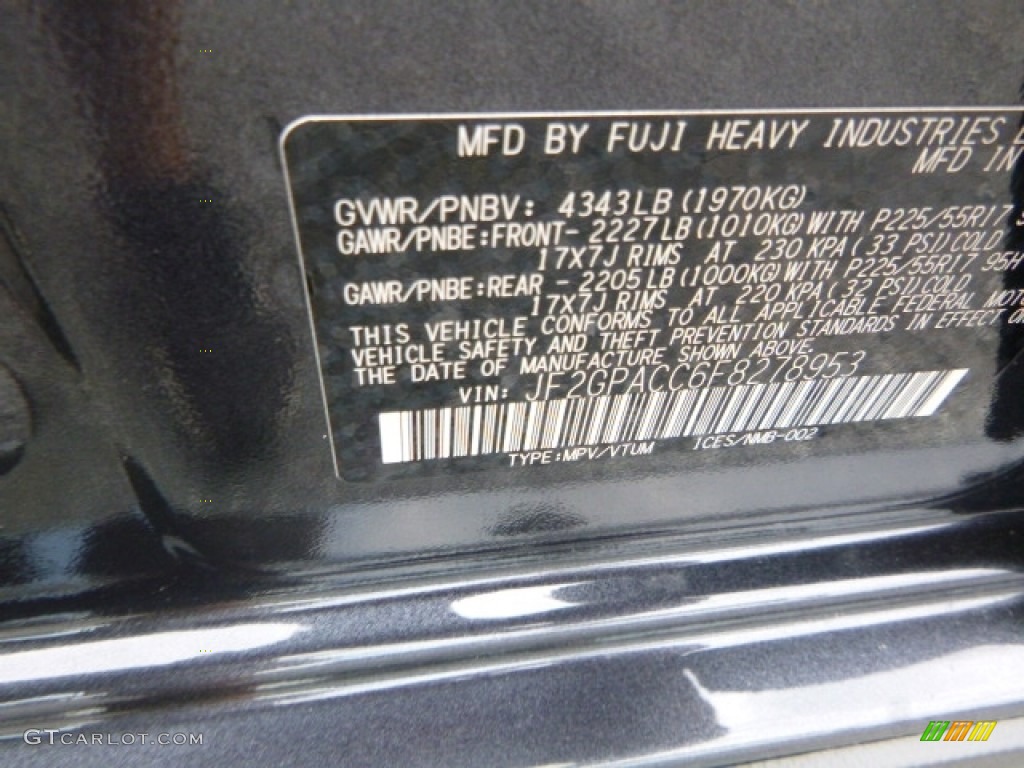 MFD BY FUJI HEAVY INDUSTRIES
MFD IN
GVWR/PNBV: 4343LB (1970KG)
GAWR/PNBE:FRONT- 2227LB (1010KG) WITH P225/55R17
17X7J RIMS AT 230 KPA (33 PSI) COLD
GAWR/PNBE:REAR - 2205LB (1000KG) WITH P225/55R17 95H
17X7J RIMS AT 220 KPA (32 PSI) COLD
THIS VEHICLE CONFORMS TO ALL APPLICABLE FEDERAL
VEHICLE SAFETY AND THEFT PREVENTION STANDARDS IN EFFECT
THE DATE OF MANUFACTURE SHOWN ABOVE.
VIN: JF2GPACC6F8278953
TYPE:MPV/VTUM ICES/NMB-002
GTCARLOT.COM